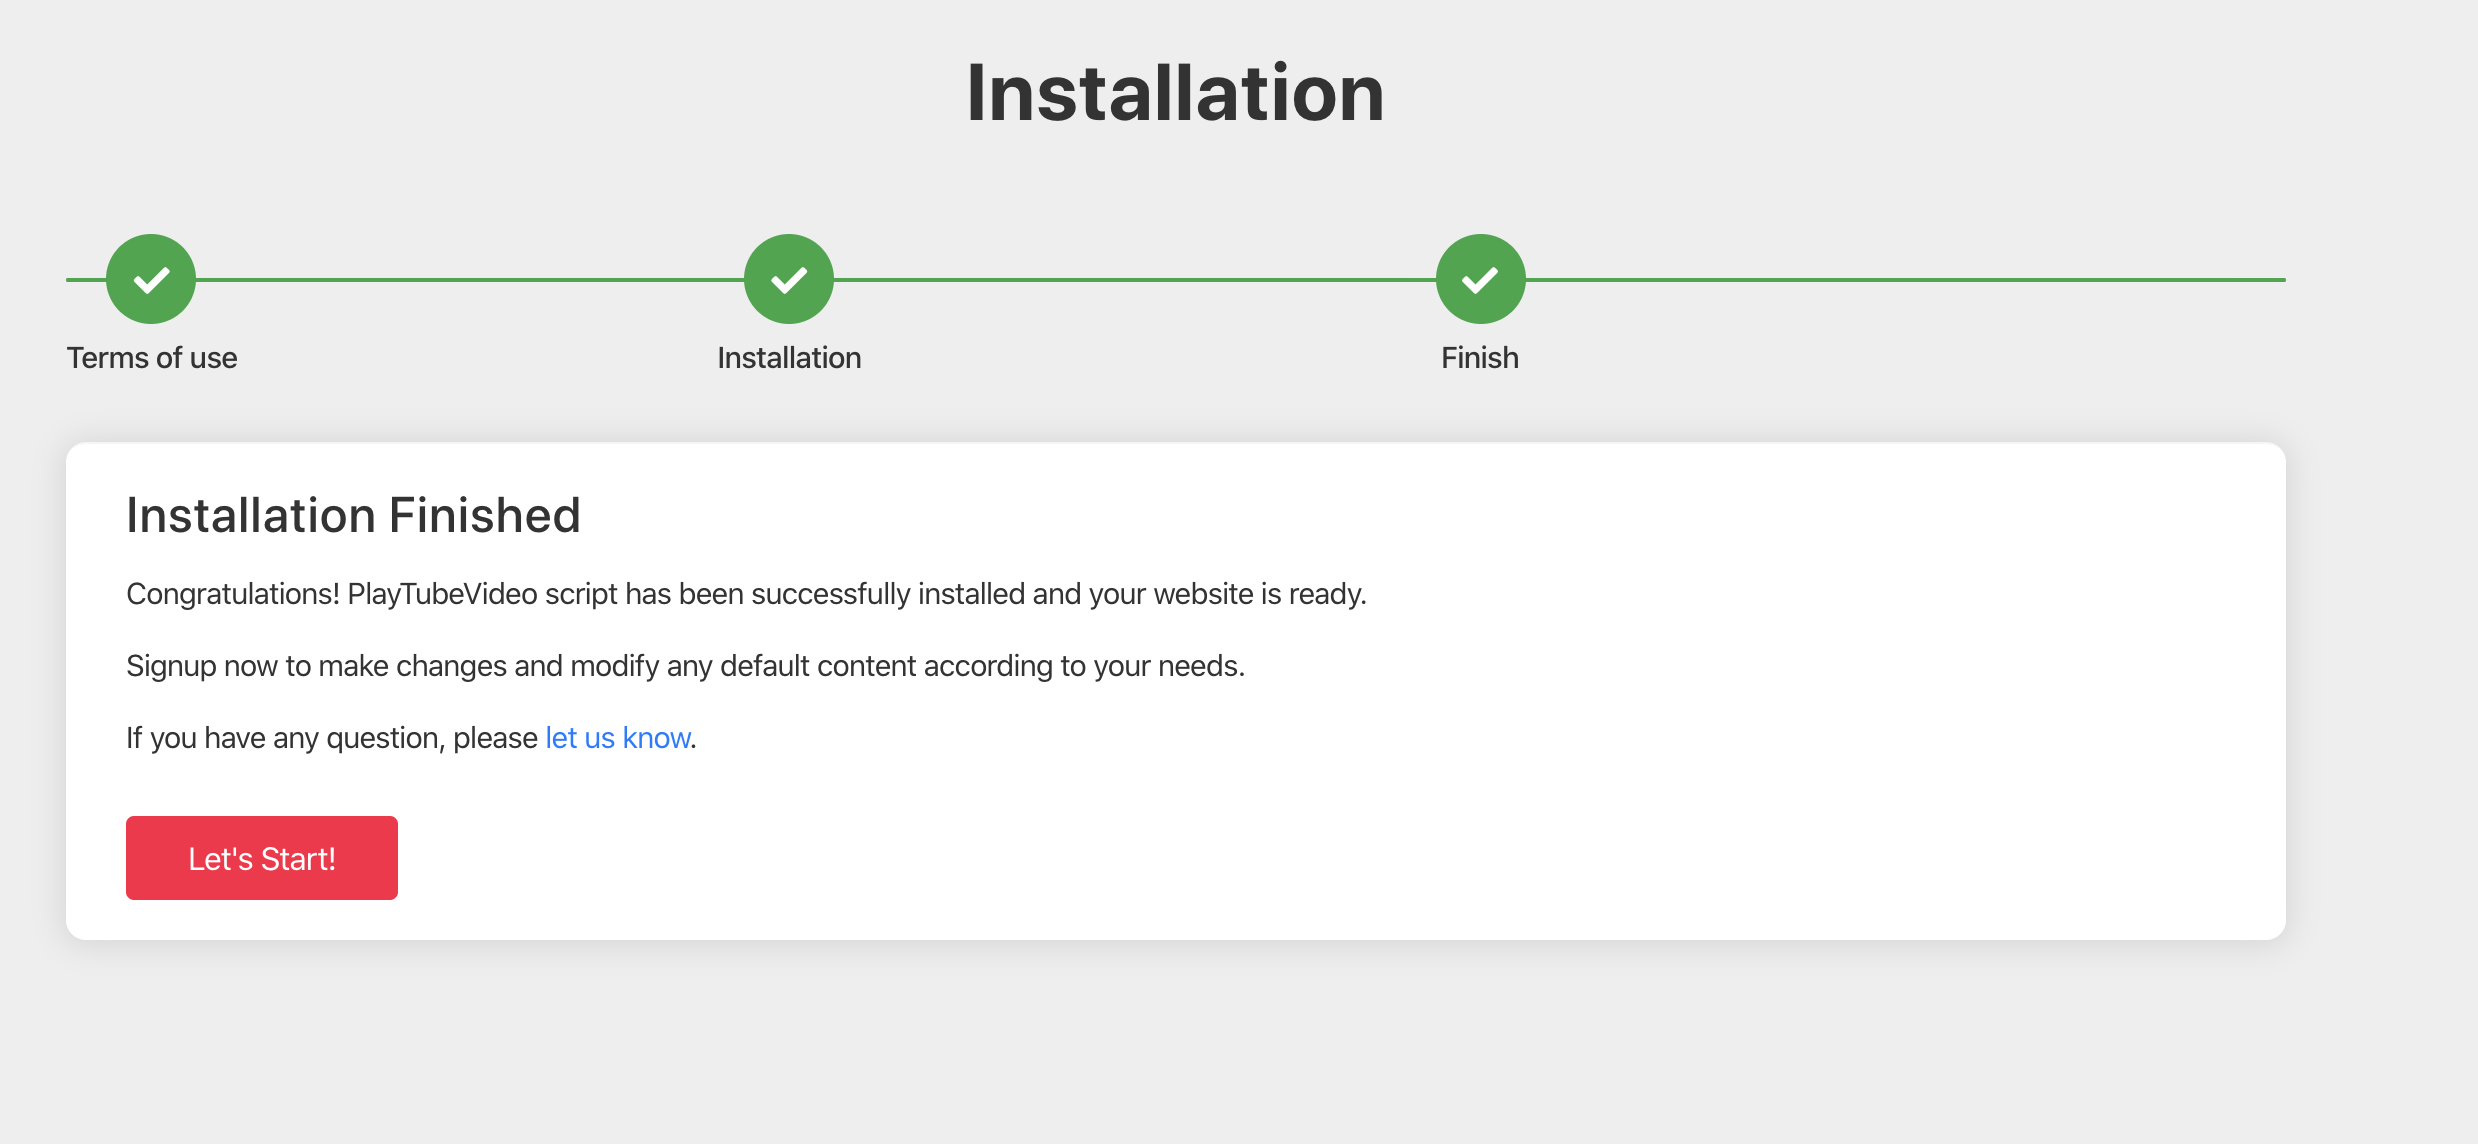 Installation
Terms of use
Installation
Finish
Installation Finished
Congratulations! PlayTubeVideo script has been successfully installed and your website is ready.
Signup now to make changes and modify any default content according to your needs.
If you have any question, please let us know.
Let's Start!